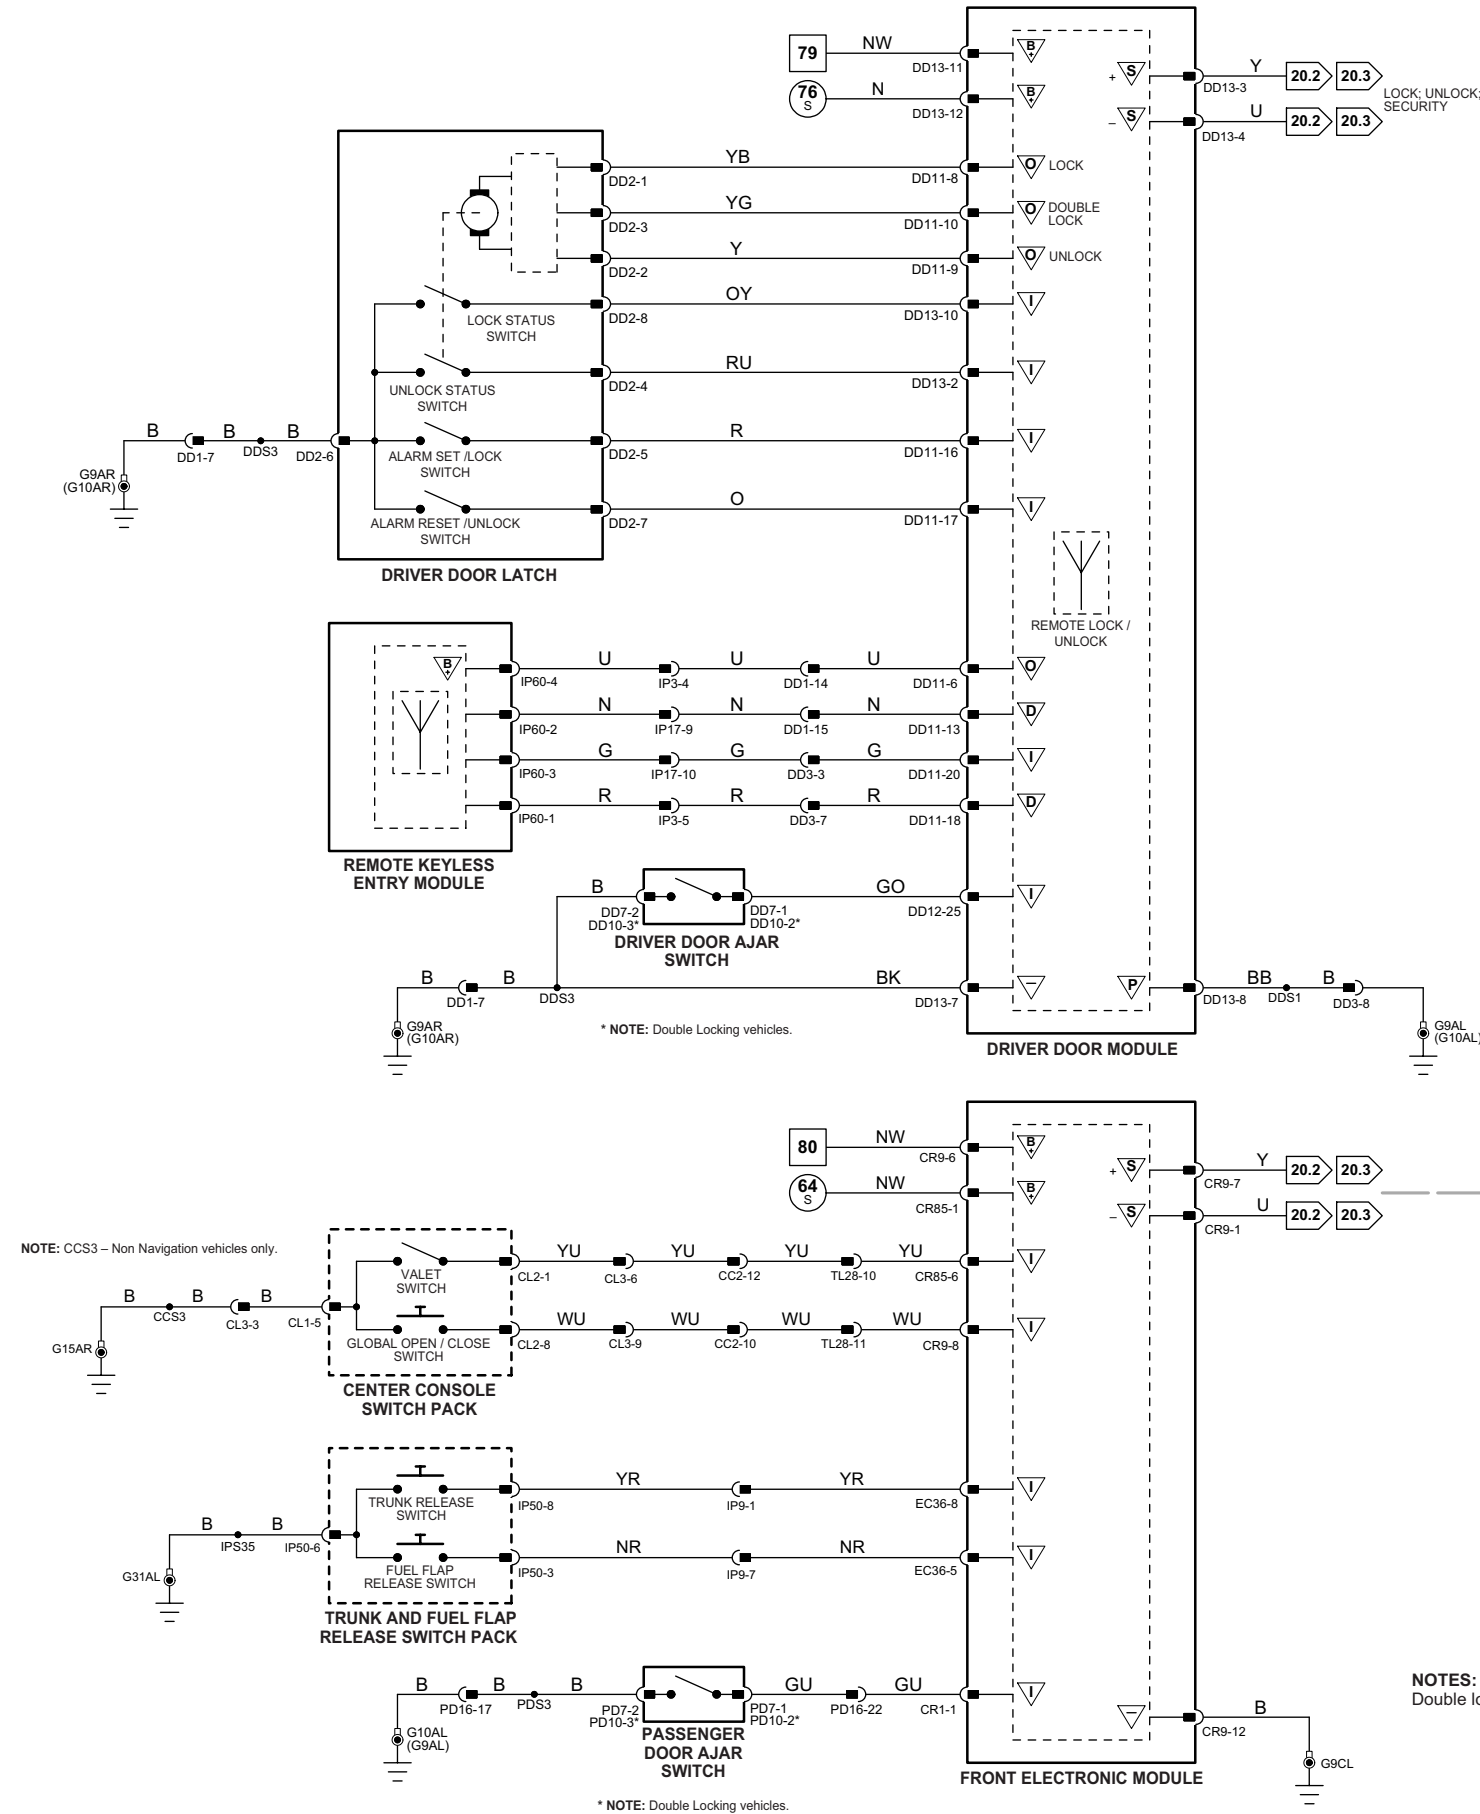 79
NW
DD13-11
B
+
76
S
N
DD13-12
B
+
+
S
DD13-3
Y
20.2
20.3
LOCK; UNLOCK;
SECURITY
–
S
DD13-4
U
20.2
20.3
DD2-1
YB
DD11-8
O
LOCK
DD2-3
YG
DD11-10
O
DOUBLE
LOCK
DD2-2
Y
DD11-9
O
UNLOCK
LOCK STATUS
SWITCH
DD2-8
OY
DD13-10
I
UNLOCK STATUS
SWITCH
DD2-4
RU
DD13-2
I
B
DD1-7
B
DDS3
B
DD2-6
G9AR
(G10AR)
ALARM SET /LOCK
SWITCH
DD2-5
R
DD11-16
I
ALARM RESET /UNLOCK
SWITCH
DD2-7
O
DD11-17
I
DRIVER DOOR LATCH
REMOTE LOCK /
UNLOCK
B
+
IP60-4
U
IP3-4
U
DD1-14
U
DD11-6
O
IP60-2
N
IP17-9
N
DD1-15
N
DD11-13
D
IP60-3
G
IP17-10
G
DD3-3
G
DD11-20
I
IP60-1
R
IP3-5
R
DD3-7
R
DD11-18
D
REMOTE KEYLESS
ENTRY MODULE
B
DD7-2
DD10-3*
DD7-1
DD10-2*
GO
DD12-25
I
DRIVER DOOR AJAR
SWITCH
B
DD1-7
B
DDS3
BK
DD13-7
–
P
DD13-8
BB
DDS1
B
DD3-8
G9AR
(G10AR)
G9AL
(G10AL)
* NOTE: Double Locking vehicles.
DRIVER DOOR MODULE
80
NW
CR9-6
B
+
64
S
NW
CR85-1
B
+
+
S
CR9-7
Y
20.2
20.3
–
S
CR9-1
U
20.2
20.3
NOTE: CCS3 – Non Navigation vehicles only.
VALET
SWITCH
CL2-1
YU
CL3-6
YU
CC2-12
YU
TL28-10
YU
CR85-6
I
B
CCS3
B
CL3-3
B
CL1-5
G15AR
GLOBAL OPEN / CLOSE
SWITCH
CL2-8
WU
CL3-9
WU
CC2-10
WU
TL28-11
WU
CR9-8
I
CENTER CONSOLE
SWITCH PACK
TRUNK RELEASE
SWITCH
IP50-8
YR
IP9-1
YR
EC36-8
I
B
IPS35
B
IP50-6
G31AL
FUEL FLAP
RELEASE SWITCH
IP50-3
NR
IP9-7
NR
EC36-5
I
TRUNK AND FUEL FLAP
RELEASE SWITCH PACK
B
PD16-17
B
PDS3
B
PD7-2
PD10-3*
PD7-1
PD10-2*
GU
PD16-22
GU
CR1-1
I
G10AL
(G9AL)
PASSENGER
DOOR AJAR
SWITCH
–
CR9-12
B
G9CL
FRONT ELECTRONIC MODULE
* NOTE: Double Locking vehicles.
NOTES:
Double lo